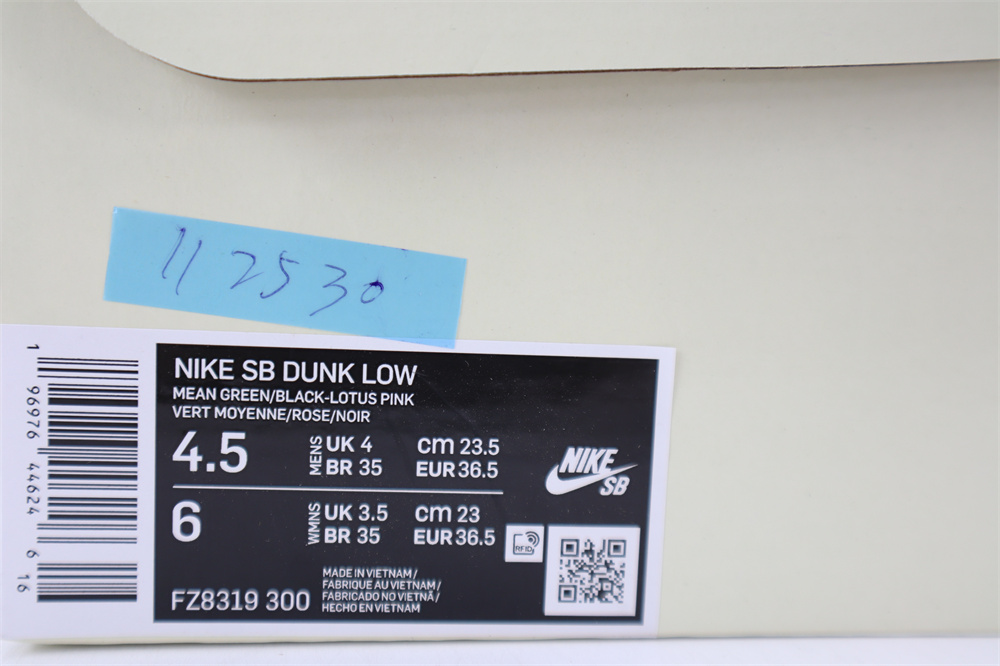 112530
NIKE SB DUNK LOW
MEAN GREEN/BLACK-LOTUS PINK
VERT MOYENNE/ROSE/NOIR
4.5 MENS UK 4 CM 23.5
BR 35 EUR 36.5
6 WMNS UK 3.5 CM 23
BR 35 EUR 36.5
NIKE
SB
RFID
MADE IN VIETNAM/
FABRIQUE AU VIETNAM/
FABRICADO NO VIETNÃ/
HECHO EN VIETNAM
FZ8319 300
1 96976 44624 6 16